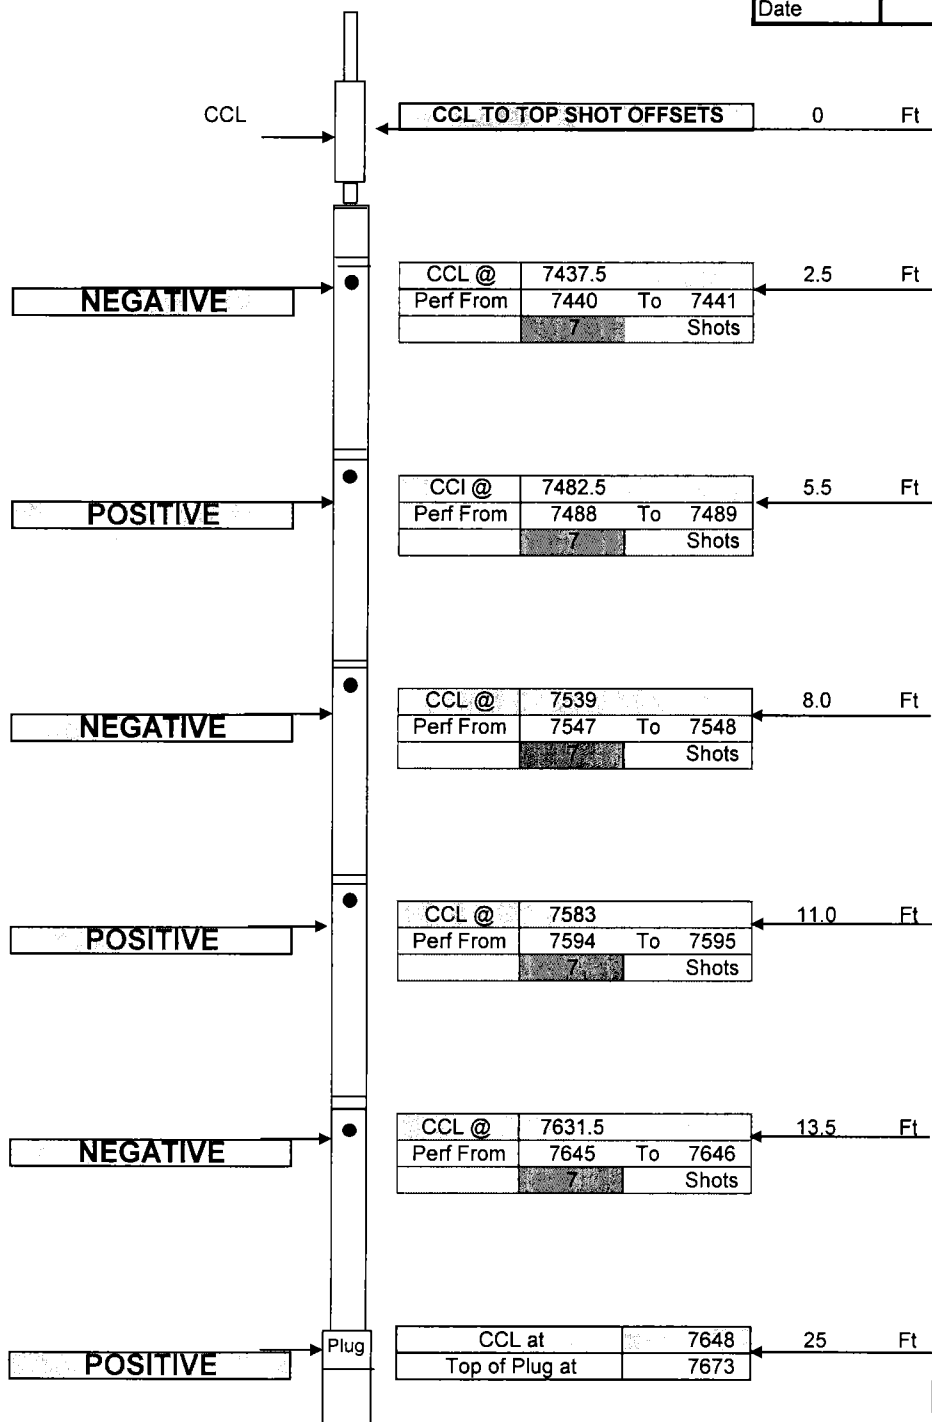 Date
CCL CCL TO TOP SHOT OFFSETS 0 Ft
CCL @ 7437.5 2.5 Ft
NEGATIVE Perf From 7440 To 7441
7 Shots
CCI @ 7482.5 5.5 Ft
POSITIVE Perf From 7488 To 7489
7 Shots
CCL @ 7539 8.0 Ft
NEGATIVE Perf From 7547 To 7548
7 Shots
CCL @ 7583 11.0 Ft
POSITIVE Perf From 7594 To 7595
7 Shots
CCL @ 7631.5 13.5 Ft
NEGATIVE Perf From 7645 To 7646
7 Shots
Plug CCL at 7648 25 Ft
POSITIVE Top of Plug at 7673